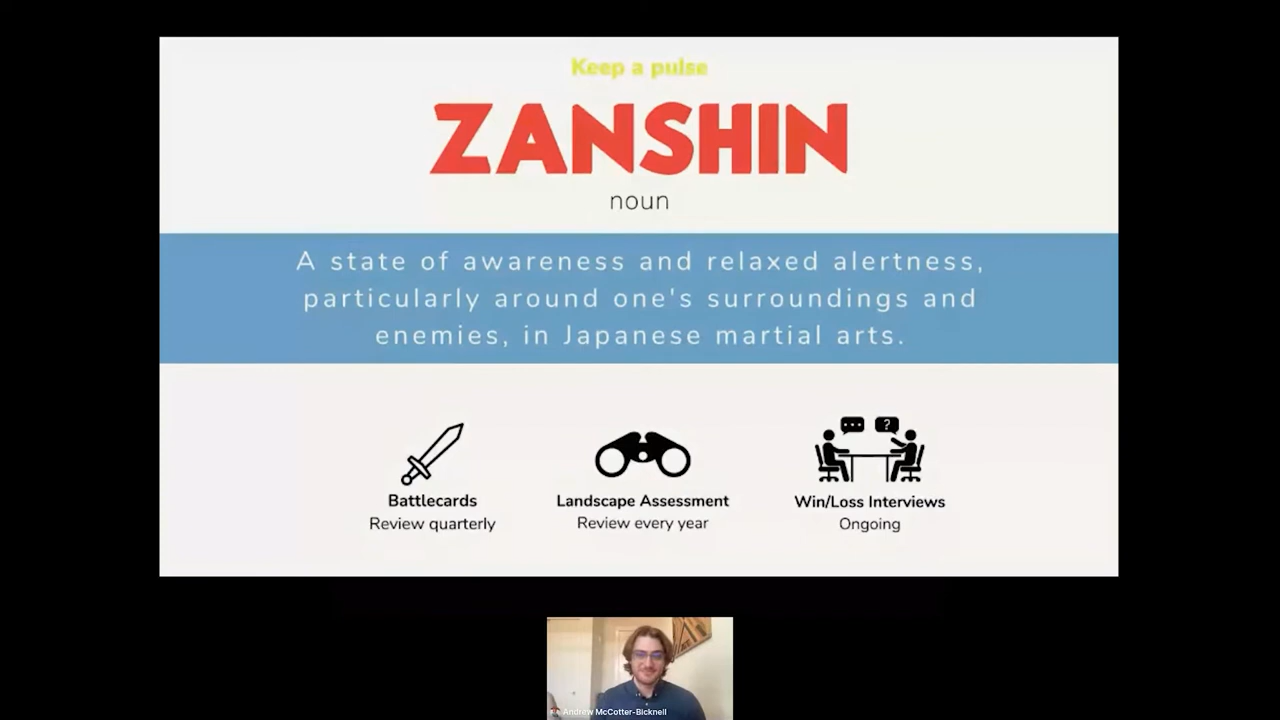 Keep a pulse
ZANSHIN
noun
A state of awareness and relaxed alertness,
particularly around one's surroundings and
enemies, in Japanese martial arts.
?
Battlecards
Review quarterly
Landscape Assessment
Review every year
Win/Loss Interviews
Ongoing
Andrew McCotter-Bicknell